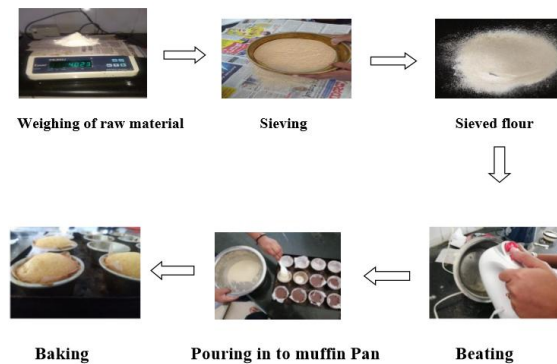 Weighing of raw material
Sieving
Sieved flour
Beating
Pouring in to muffin Pan
Baking